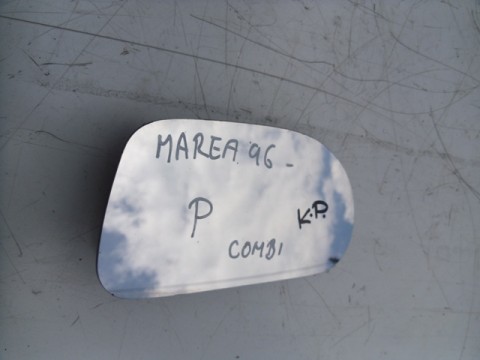 MAREA 96 -
P
K.P.
COMBI